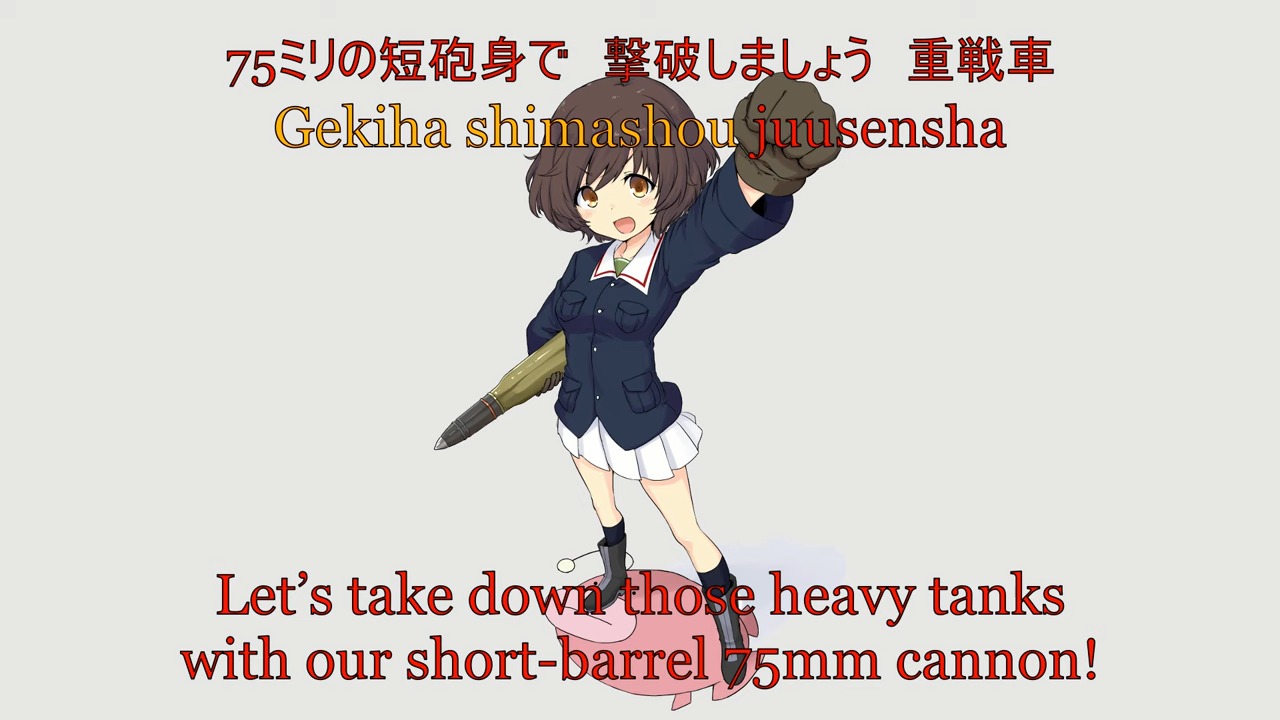 75ミリの短砲身で　撃破しましょう　重戦車
Gekiha shimashou juusensha
Let’s take down those heavy tanks
with our short-barrel 75mm cannon!